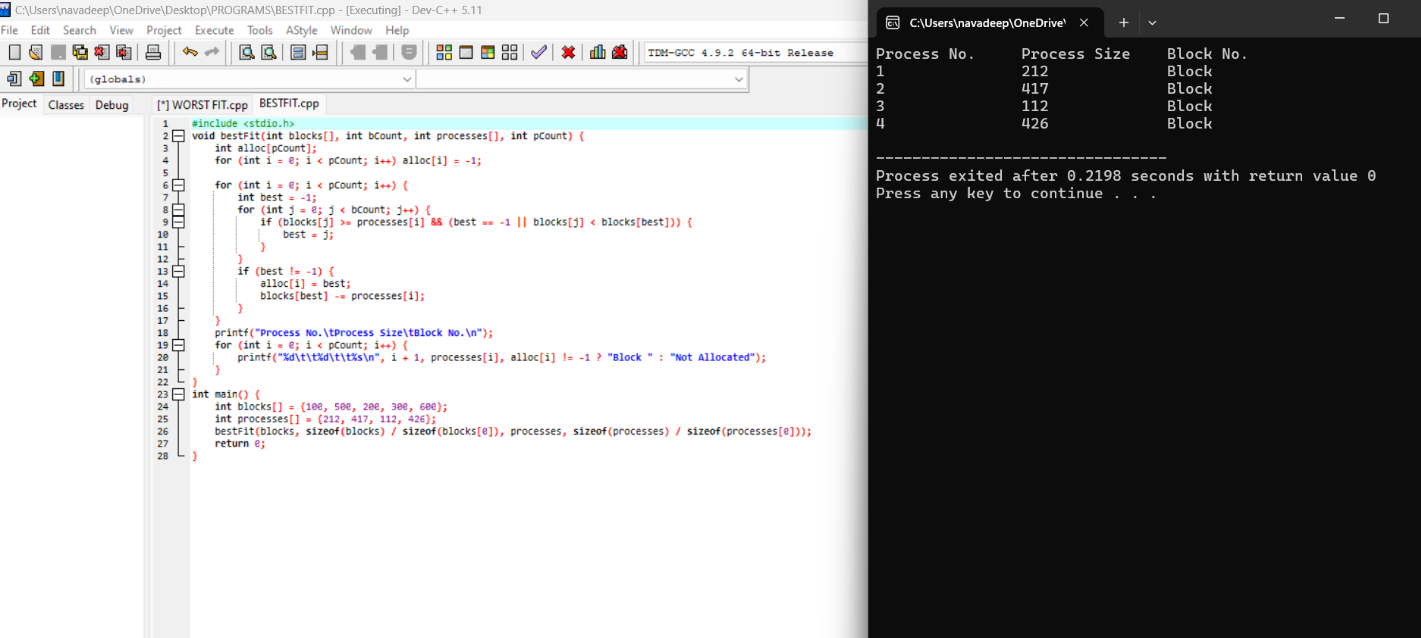 C:\Users\navadeep\OneDrive\Desktop\PROGRAMS\BESTFIT.cpp - [Executing] - Dev-C++ 5.11
File Edit Search View Project Execute Tools AStyle Window Help
TDM-GCC 4.9.2 64-bit Release
(globals)
Project Classes Debug
[*] WORST FIT.cpp BESTFIT.cpp
1 #include <stdio.h>
2 void bestFit(int blocks[], int bCount, int processes[], int pCount) {
3 int alloc[pCount];
4 for (int i = 0; i < pCount; i++) alloc[i] = -1;
5
6 for (int i = 0; i < pCount; i++) {
7 int best = -1;
8 for (int j = 0; j < bCount; j++) {
9 if (blocks[j] >= processes[i] && (best == -1 || blocks[j] < blocks[best])) {
10 best = j;
11 }
12 }
13 if (best != -1) {
14 alloc[i] = best;
15 blocks[best] -= processes[i];
16 }
17 }
18 printf("Process No.\tProcess Size\tBlock No.\n");
19 for (int i = 0; i < pCount; i++) {
20 printf("%d\t\t%d\t\t%s\n", i + 1, processes[i], alloc[i] != -1 ? "Block " : "Not Allocated");
21 }
22 }
23 int main() {
24 int blocks[] = {100, 500, 200, 300, 600};
25 int processes[] = {212, 417, 112, 426};
26 bestFit(blocks, sizeof(blocks) / sizeof(blocks[0]), processes, sizeof(processes) / sizeof(processes[0]));
27 return 0;
28 }
C:\Users\navadeep\OneDrive\
Process No. Process Size Block No.
1 212 Block
2 417 Block
3 112 Block
4 426 Block
--------------------------------
Process exited after 0.2198 seconds with return value 0
Press any key to continue . . .